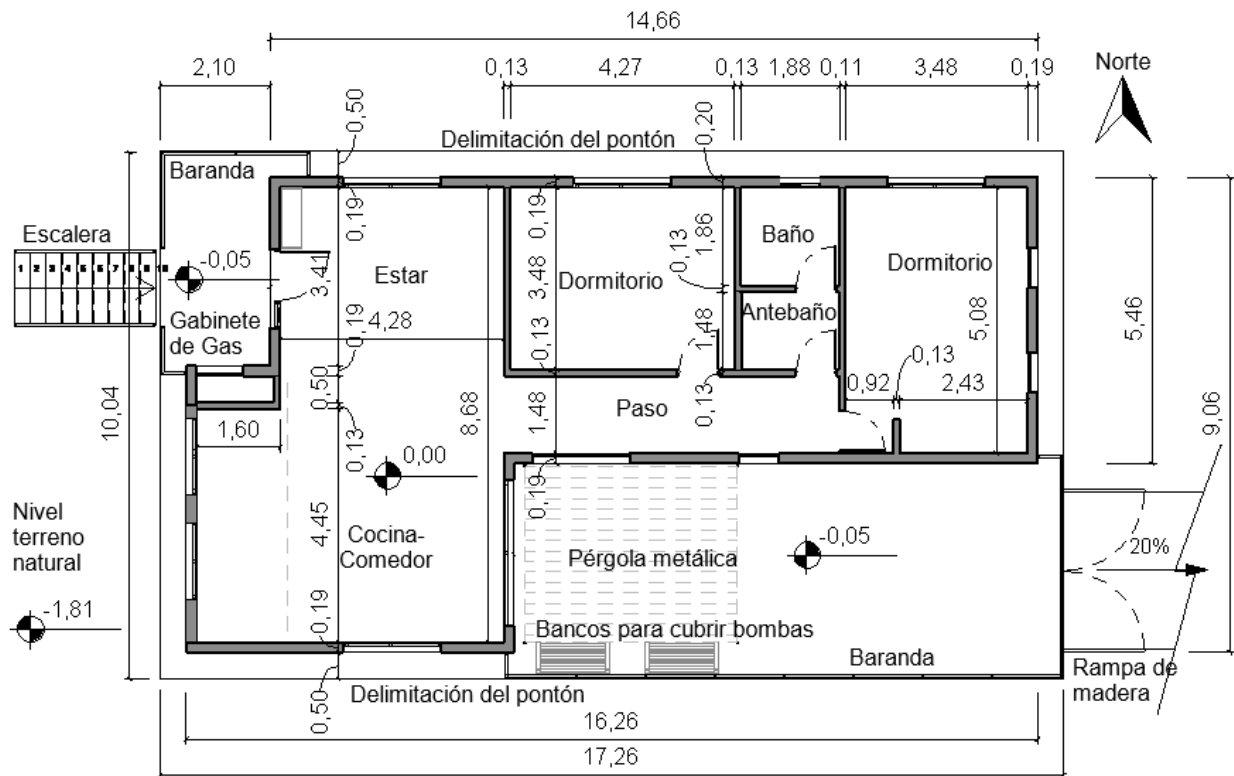 14,66
2,10
0,13
4,27
0,13
1,88
0,11
3,48
0,19
Norte
0,50
0,20
Delimitación del pontón
Baranda
0,19
0,19
0,13
1,86
Escalera
1 2 3 4 5 6 7 8 9 10
-0,05
3,41
Estar
3,48
Dormitorio
Baño
Dormitorio
Gabinete
de Gas
4,28
0,19
Antebaño
1,48
5,08
5,46
0,13
0,13
0,50
0,92
2,43
10,04
8,68
Paso
0,13
1,48
9,06
1,60
0,13
0,00
0,19
Nivel
terreno
natural
4,45
Cocina-
Comedor
Pérgola metálica
-0,05
20%
-1,81
0,19
Bancos para cubrir bombas
Baranda
Rampa de
madera
0,50
Delimitación del pontón
16,26
17,26